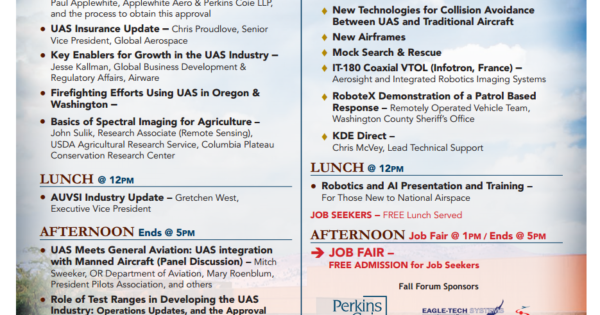 Paul Applewhite, Applewhite Aero & Perkins Coie LLP,
and the process to obtain this approval
• UAS Insurance Update – Chris Proudlove, Senior
Vice President, Global Aerospace
• Key Enablers for Growth in the UAS Industry –
Jesse Kallman, Global Business Development &
Regulatory Affairs, Airware
• Firefighting Efforts Using UAS in Oregon &
Washington –
• Basics of Spectral Imaging for Agriculture –
John Sulik, Research Associate (Remote Sensing),
USDA Agricultural Research Service, Columbia Plateau
Conservation Research Center
LUNCH @ 12PM
• AUVSI Industry Update – Gretchen West,
Executive Vice President
AFTERNOON Ends @ 5PM
• UAS Meets General Aviation: UAS integration
with Manned Aircraft (Panel Discussion) – Mitch
Sweeker, OR Department of Aviation, Mary Roenblum,
President Pilots Association, and others
• Role of Test Ranges in Developing the UAS
Industry: Operations Updates, and the Approval
♦ New Technologies for Collision Avoidance
Between UAS and Traditional Aircraft
♦ New Airframes
♦ Mock Search & Rescue
♦ IT-180 Coaxial VTOL (Infotron, France) –
Aerosight and Integrated Robotics Imaging Systems
♦ RoboteX Demonstration of a Patrol Based
Response – Remotely Operated Vehicle Team,
Washington County Sheriff's Office
♦ KDE Direct –
Chris McVey, Lead Technical Support
LUNCH @ 12PM
• Robotics and AI Presentation and Training –
For Those New to National Airspace
JOB SEEKERS – FREE Lunch Served
AFTERNOON Job Fair @ 1PM / Ends @ 5PM
➔ JOB FAIR –
FREE ADMISSION for Job Seekers
Fall Forum Sponsors
Perkins
EAGLE-TECH SYSTEMS